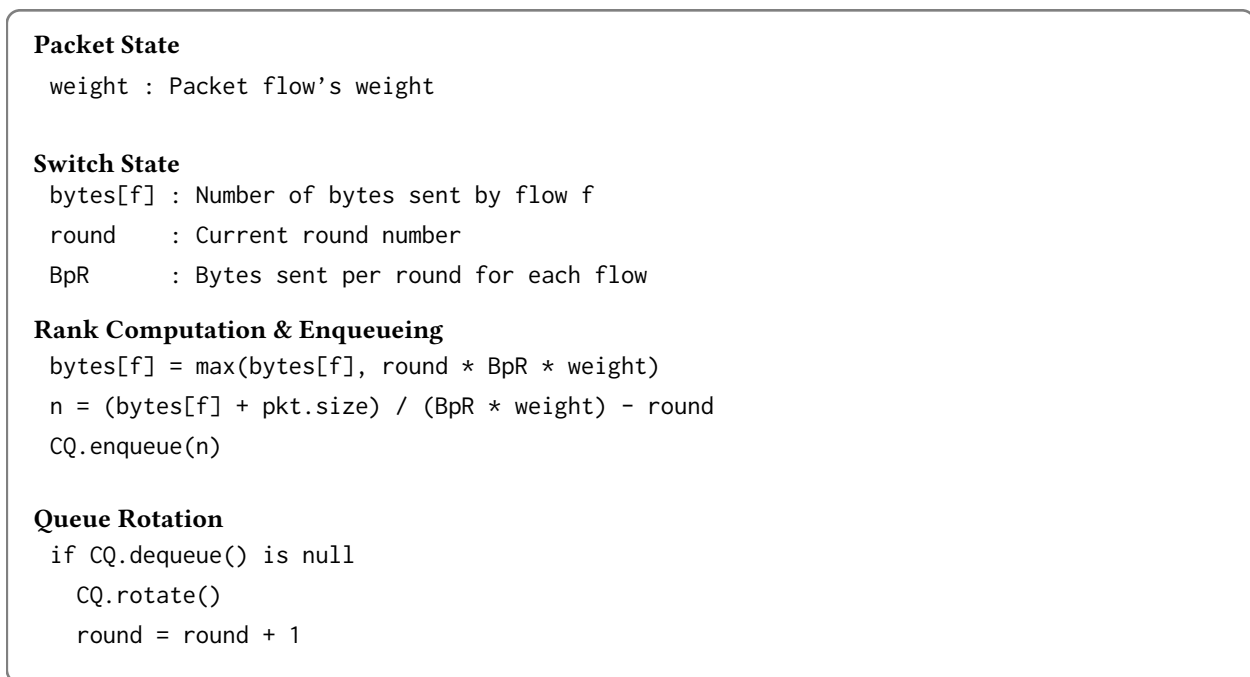 Packet State
weight : Packet flow's weight
Switch State
bytes[f] : Number of bytes sent by flow f
round : Current round number
BpR : Bytes sent per round for each flow
Rank Computation & Enqueueing
bytes[f] = max(bytes[f], round * BpR * weight)
n = (bytes[f] + pkt.size) / (BpR * weight) - round
CQ.enqueue(n)
Queue Rotation
if CQ.dequeue() is null
CQ.rotate()
round = round + 1